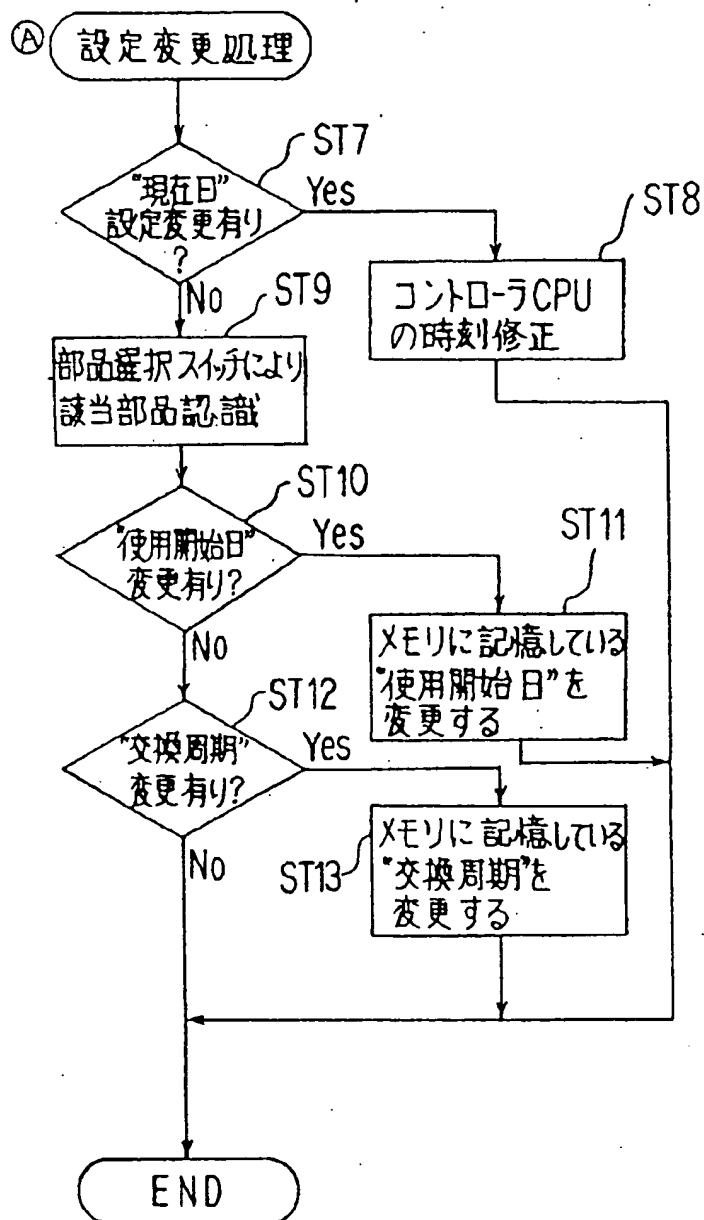 Ⓐ 設定変更処理
ST7
"現在日"
設定変更有り
?
Yes
No
ST8
コントローラCPU
の時刻修正
ST9
部品選択スイッチにより
該当部品認識
ST10
"使用開始日"
変更有り?
Yes
No
ST11
メモリに記憶している
"使用開始日"を
変更する
ST12
"交換周期"
変更有り?
Yes
No
ST13
メモリに記憶している
"交換周期"を
変更する
END